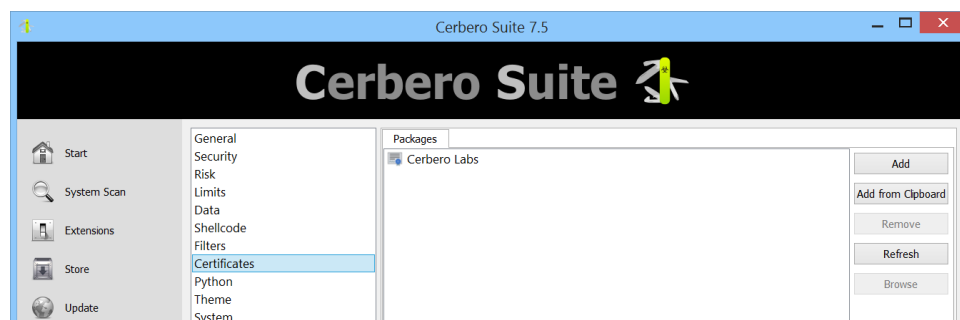 Cerbero Suite 7.5
Cerbero Suite
Start
System Scan
Extensions
Store
Update
General
Security
Risk
Limits
Data
Shellcode
Filters
Certificates
Python
Theme
System
Packages
Cerbero Labs
Add
Add from Clipboard
Remove
Refresh
Browse